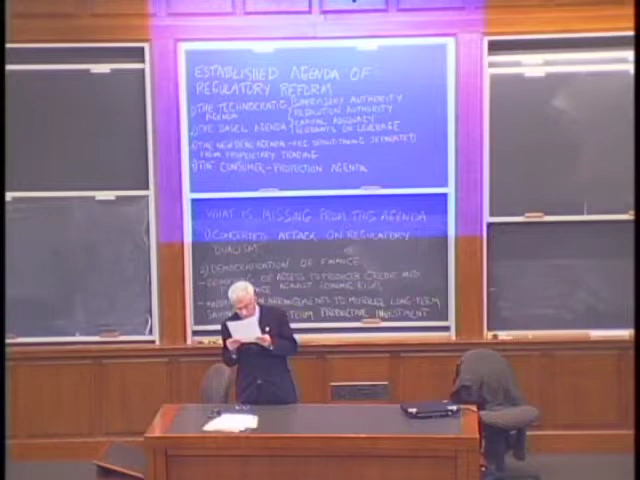 ESTABLISHED AGENDA OF
REGULATORY REFORM
1) THE TECHNOCRATIC AGENDA
SUPERVISORY AUTHORITY
RESOLUTION AUTHORITY
2) THE BASEL AGENDA
CAPITAL ADEQUACY
RESTRAINTS ON LEVERAGE
3) THE NEW DEAL AGENDA - 
FROM PROPRIETARY TRADING
4) THE CONSUMER-PROTECTION AGENDA
WHAT IS MISSING FROM THIS AGENDA
1) CONCERTED ATTACK ON REGULATORY
DUALISM
2) DEMOCRATIZATION OF FINANCE
OF ACCESS TO PRODUCER CREDIT AND
AGAINST ECONOMIC RISKS
ARRANGEMENTS TO MOBILIZE LONG-TERM
TERM PRODUCTIVE INVESTMENT